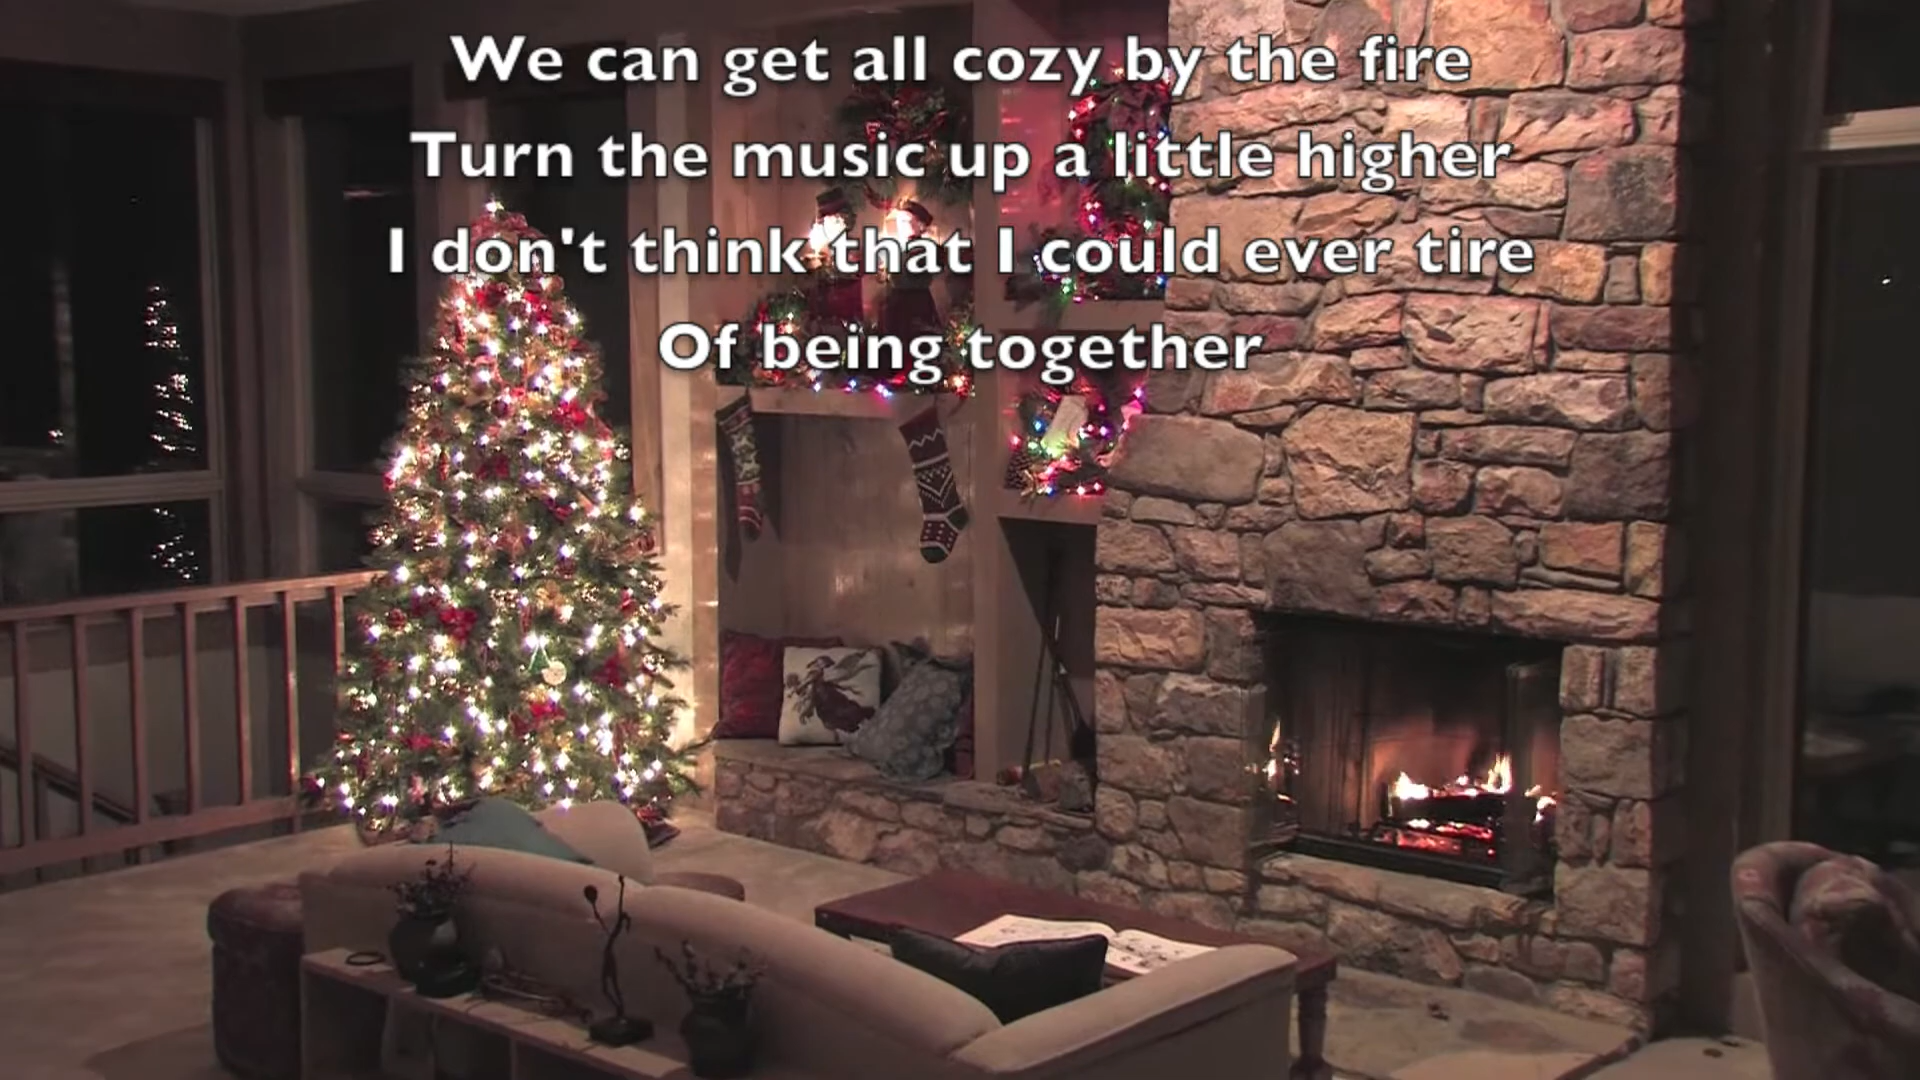 We can get all cozy by the fire
Turn the music up a little higher
I don't think that I could ever tire
Of being together